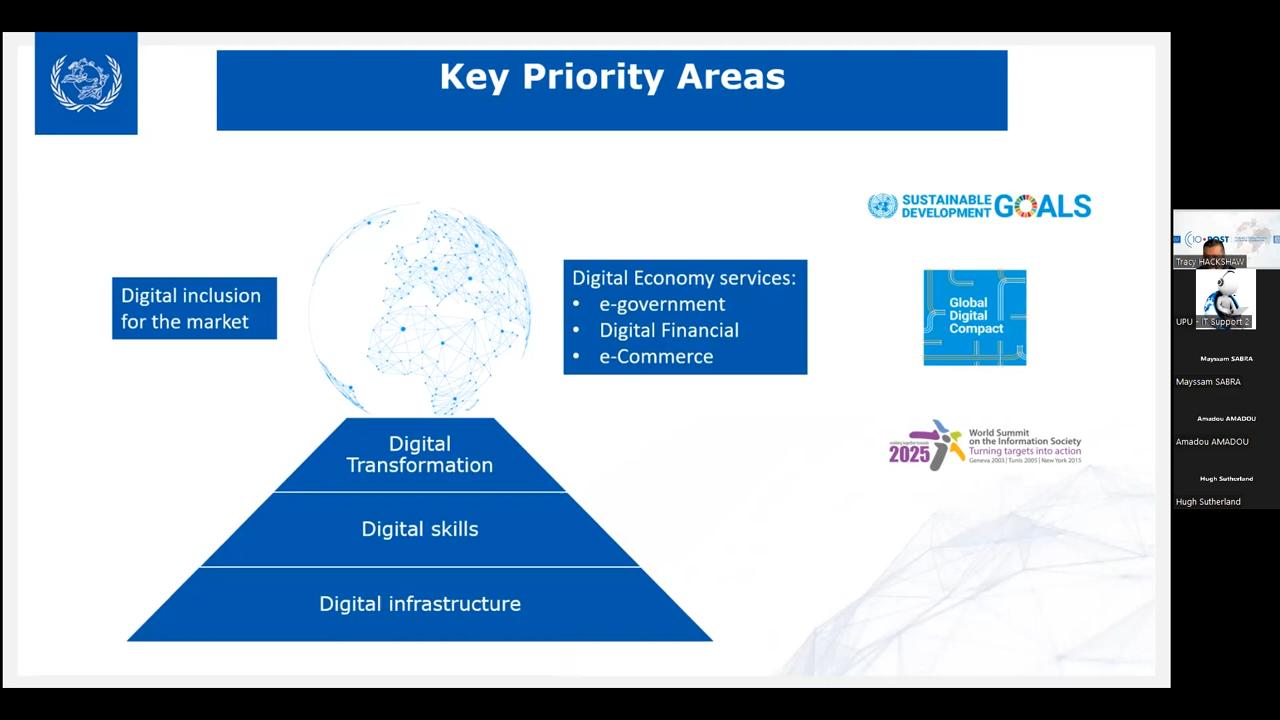 Key Priority Areas
SUSTAINABLE
DEVELOPMENT
GOALS
Digital inclusion
for the market
Digital Economy services:
• e-government
• Digital Financial
• e-Commerce
Global
Digital
Compact
Digital
Transformation
Digital skills
Digital infrastructure
2025
World Summit
on the Information Society
Turning targets into action
Geneva 2003 | Tunis 2005 | New York 2015
POST
Tracy HACKSHAW
UPU - IT Support 2
Mayssam SABRA
Mayssam SABRA
Amadou AMADOU
Amadou AMADOU
Hugh Sutherland
Hugh Sutherland